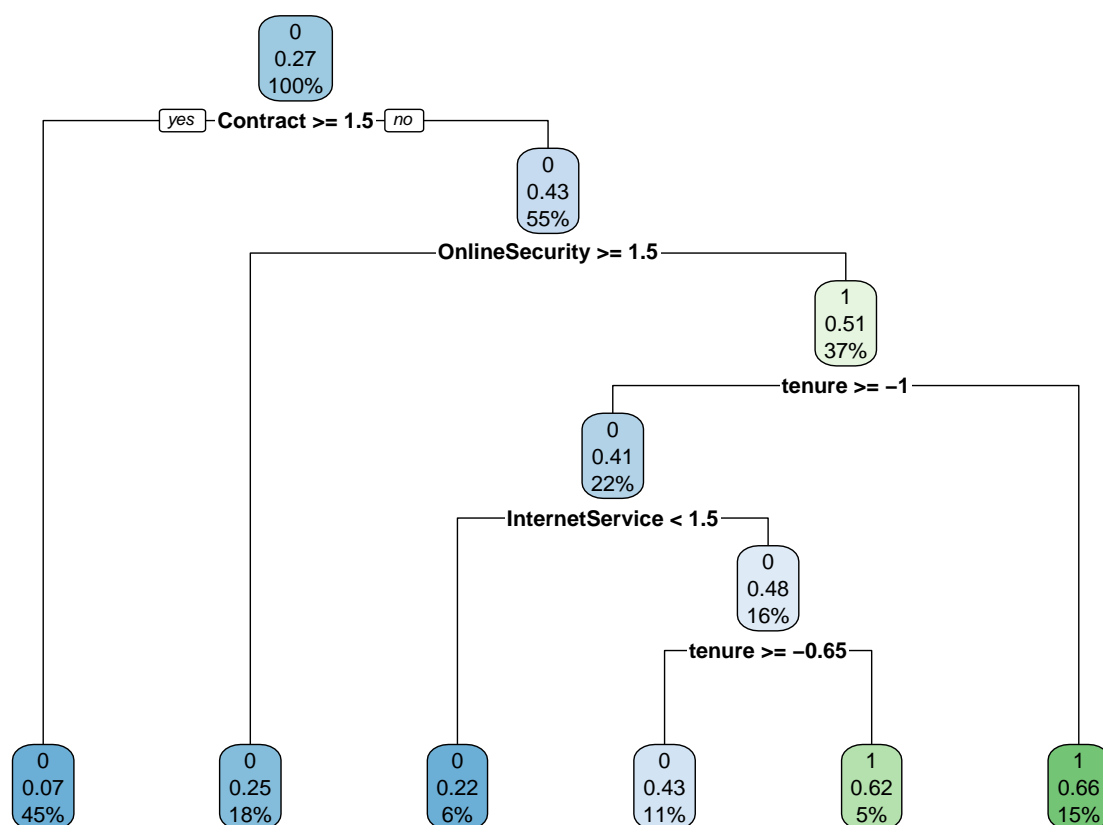 0
0.27
100%
yes Contract >= 1.5 no
0
0.43
55%
OnlineSecurity >= 1.5
1
0.51
37%
tenure >= −1
0
0.41
22%
InternetService < 1.5
0
0.48
16%
tenure >= −0.65
0 0 0 0 1 1
0.07 0.25 0.22 0.43 0.62 0.66
45% 18% 6% 11% 5% 15%